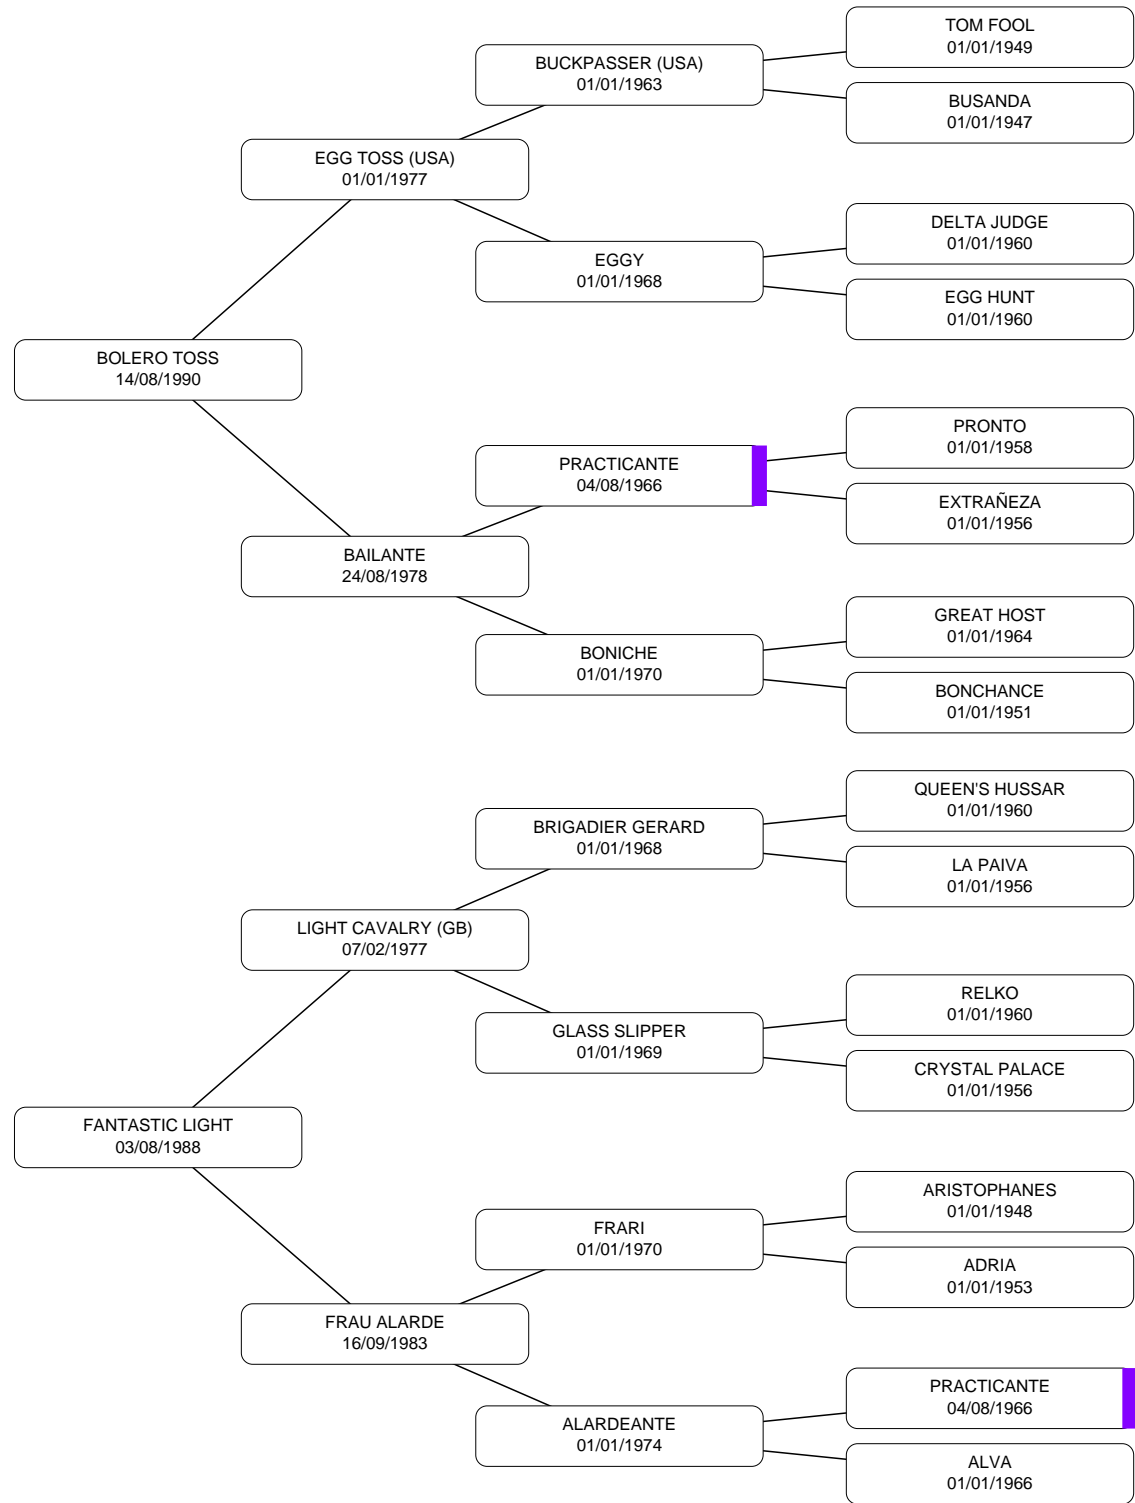 TOM FOOL
01/01/1949
BUCKPASSER (USA)
01/01/1963
BUSANDA
01/01/1947
EGG TOSS (USA)
01/01/1977
DELTA JUDGE
01/01/1960
EGGY
01/01/1968
EGG HUNT
01/01/1960
BOLERO TOSS
14/08/1990
PRONTO
01/01/1958
PRACTICANTE
04/08/1966
EXTRAÑEZA
01/01/1956
BAILANTE
24/08/1978
GREAT HOST
01/01/1964
BONICHE
01/01/1970
BONCHANCE
01/01/1951
QUEEN'S HUSSAR
01/01/1960
BRIGADIER GERARD
01/01/1968
LA PAIVA
01/01/1956
LIGHT CAVALRY (GB)
07/02/1977
RELKO
01/01/1960
GLASS SLIPPER
01/01/1969
CRYSTAL PALACE
01/01/1956
FANTASTIC LIGHT
03/08/1988
ARISTOPHANES
01/01/1948
FRARI
01/01/1970
ADRIA
01/01/1953
FRAU ALARDE
16/09/1983
PRACTICANTE
04/08/1966
ALARDEANTE
01/01/1974
ALVA
01/01/1966